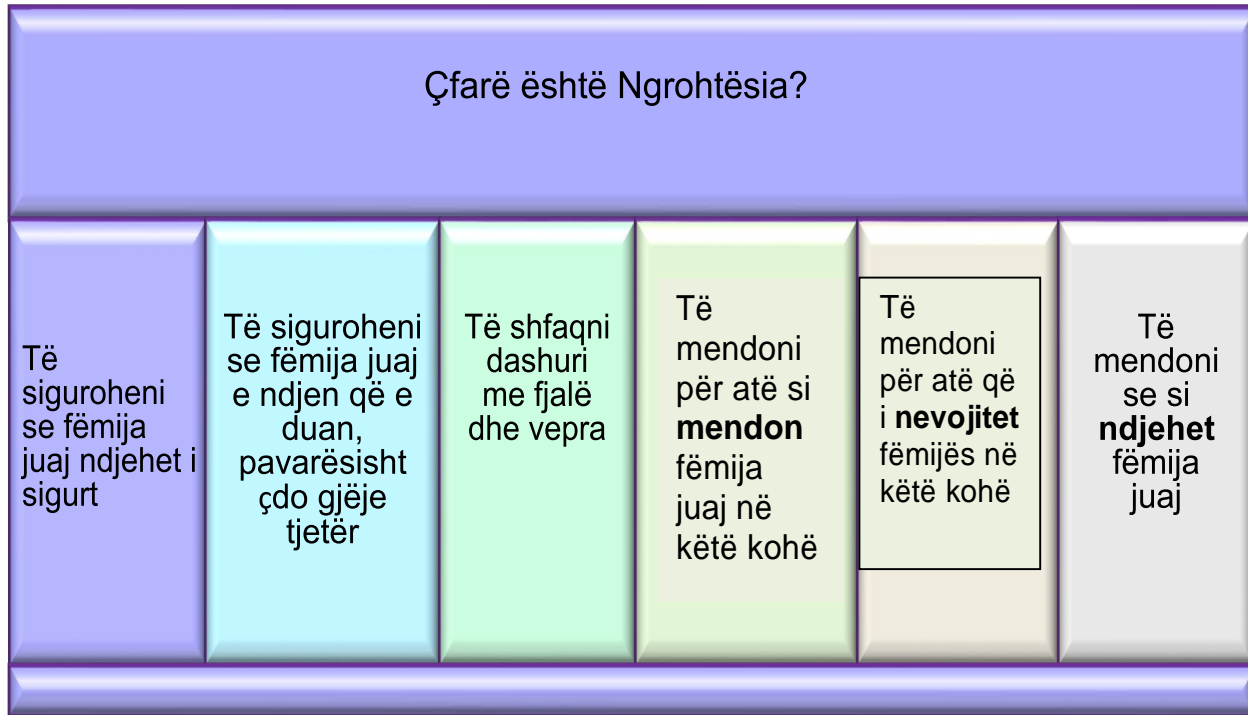 Çfarë është Ngrohtësia?
Të
siguroheni
se fëmija
juaj ndjehet i
sigurt
Të siguroheni
se fëmija juaj
e ndjen që e
duan,
pavarësisht
çdo gjëje
tjetër
Të shfaqni
dashuri
me fjalë
dhe vepra
Të
mendoni
për atë si
mendon
fëmija
juaj në
këtë kohë
Të
mendoni
për atë që
i nevojitet
fëmijës në
këtë kohë
Të
mendoni
se si
ndjehet
fëmija
juaj